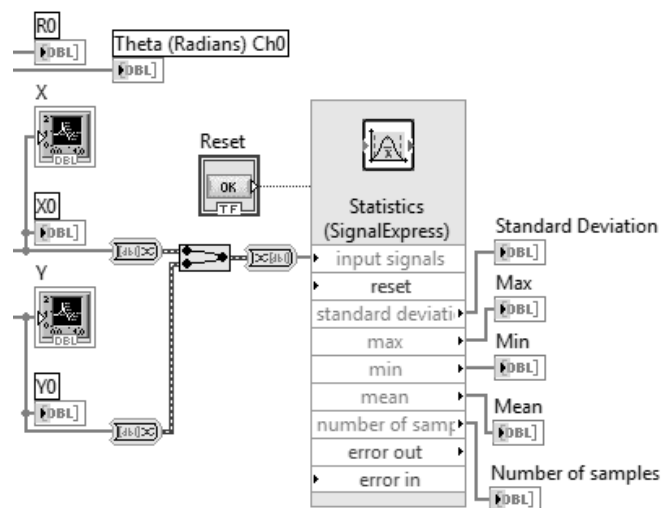 R0
DBL]
Theta (Radians) Ch0
DBL]
X
DBL
X0
DBL]
Y
DBL
Y0
DBL]
Reset
OK
TF
Statistics
(SignalExpress)
input signals
reset
standard deviati
max
min
mean
number of samp
error out
error in
Standard Deviation
DBL]
Max
DBL]
Min
DBL]
Mean
DBL]
Number of samples
DBL]